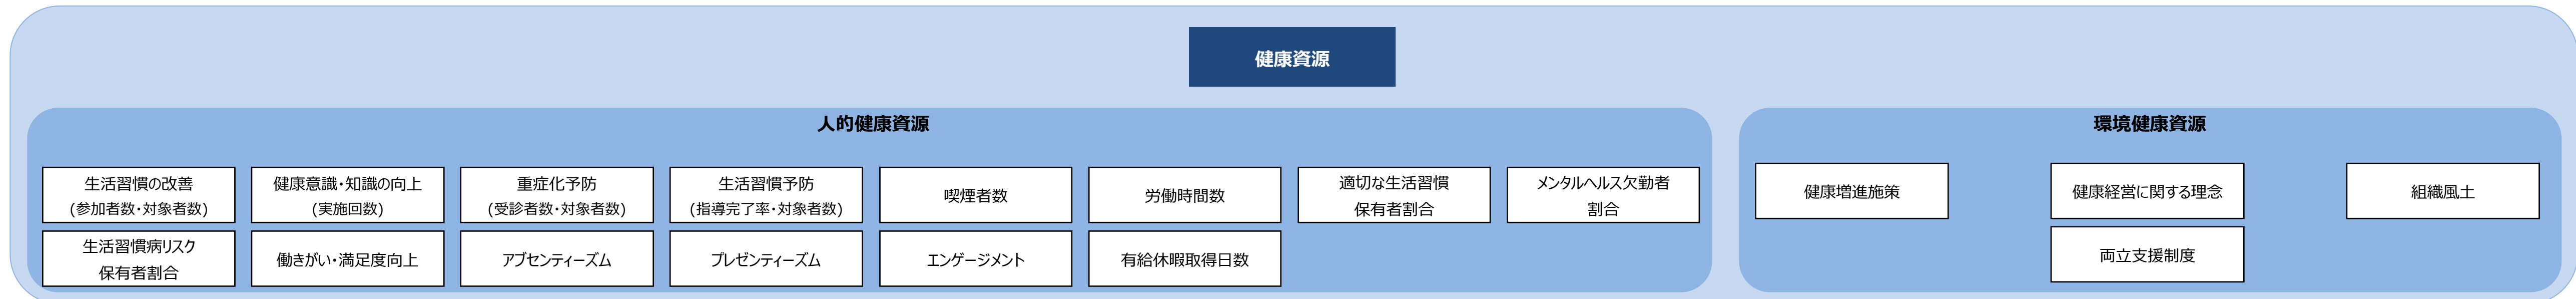 健康資源
人的健康資源
生活習慣の改善
(参加者数・対象者数)
健康意識・知識の向上
(実施回数)
重症化予防
(受診者数・対象者数)
生活習慣予防
(指導完了率・対象者数)
喫煙者数
労働時間数
適切な生活習慣
保有者割合
メンタルヘルス欠勤者
割合
生活習慣病リスク
保有者割合
働きがい・満足度向上
アブセンティーズム
プレゼンティーズム
エンゲージメント
有給休暇取得日数
環境健康資源
健康増進施策
健康経営に関する理念
組織風土
両立支援制度